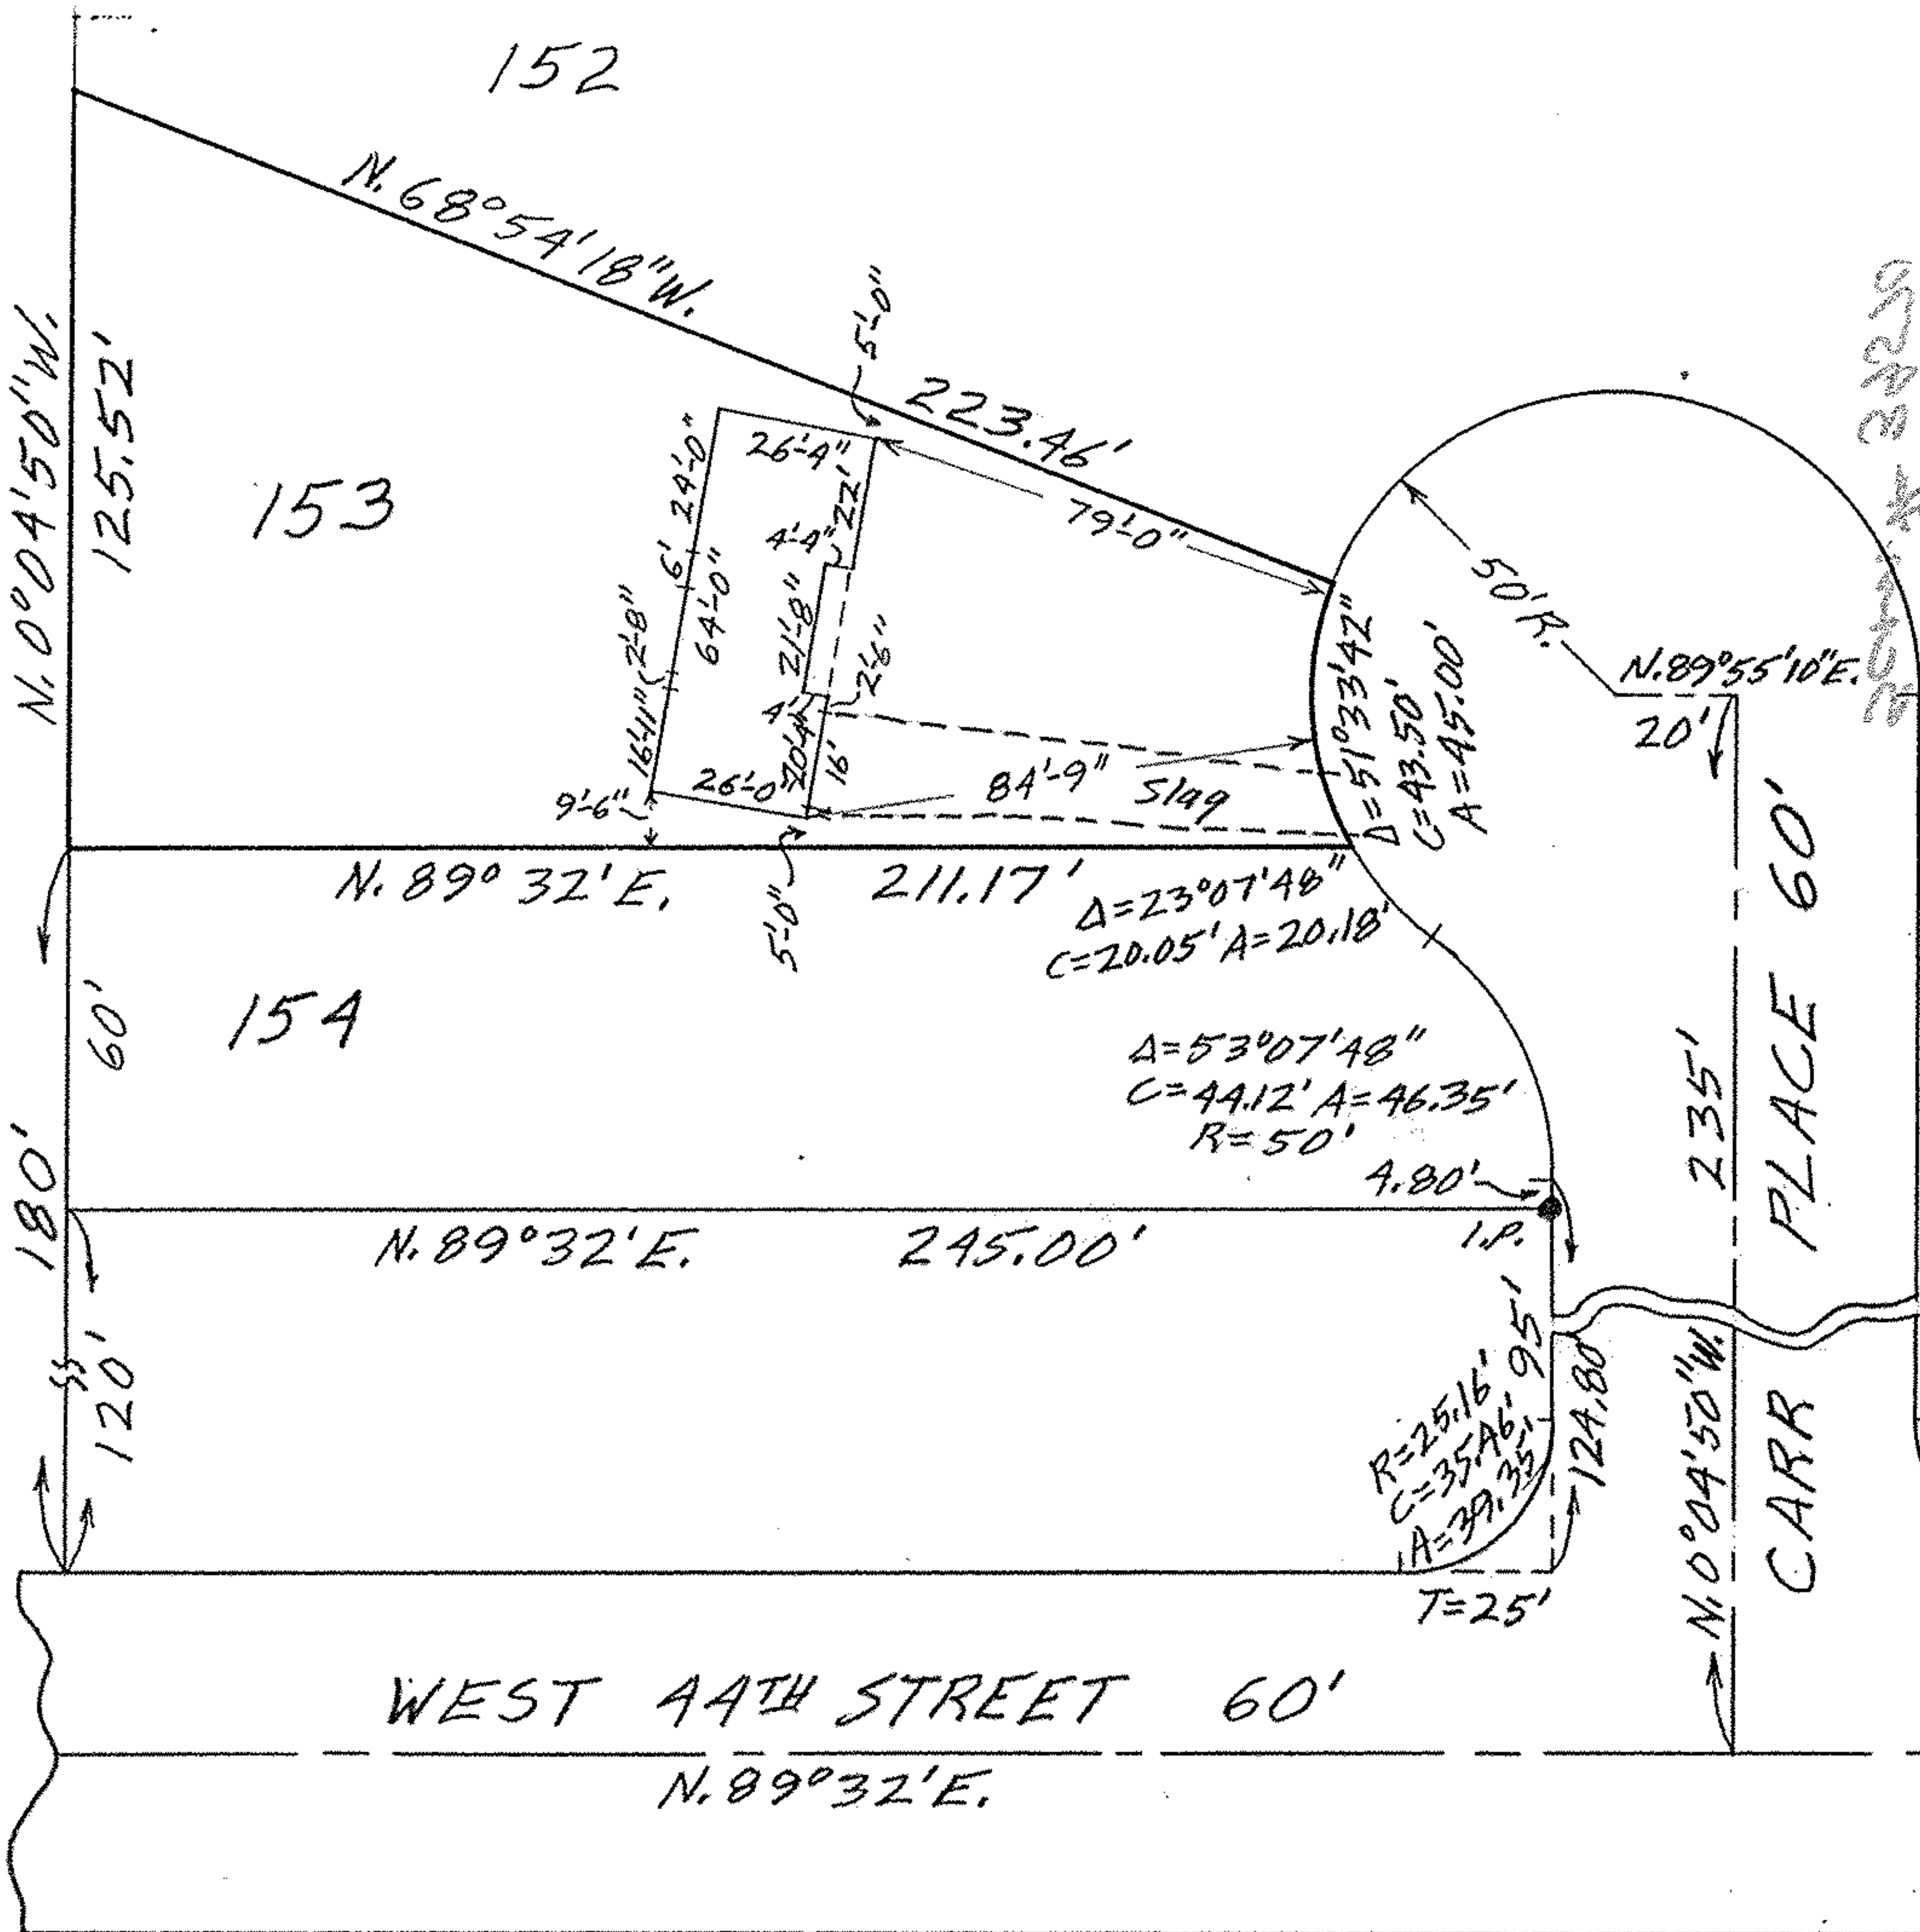 152
N. 68°54'18"W.
223.46'
N. 0°04'50"W.
125.52'
153
5'-0"
26'-4"
24'-0"
22'
79'-0"
4'-4"
6'
64'-0"
21'-8"
2'-8"
2'-6"
16'-11"
4'
20'-4"
16'
26'-0"
9'-6"
84'-9"
Slag
5'-0"
50'R.
N.89°55'10"E.
20'
Δ=51°33'42"
C=43.50'
A=45.00'
N. 89° 32' E. 211.17'
Δ=23°07'48"
C=20.05' A=20.18'
60'
154
Δ=53°07'48"
C=44.12' A=46.35'
R=50'
4.80'
I.P.
180'
N. 89°32'E. 245.00'
120'
95'
124.80
R=25.16'
C=35.46'
A=39.35'
T=25'
235'
N.0°04'50"W.
CARR PLACE 60'
WEST 44TH STREET 60'
N. 89°32'E.